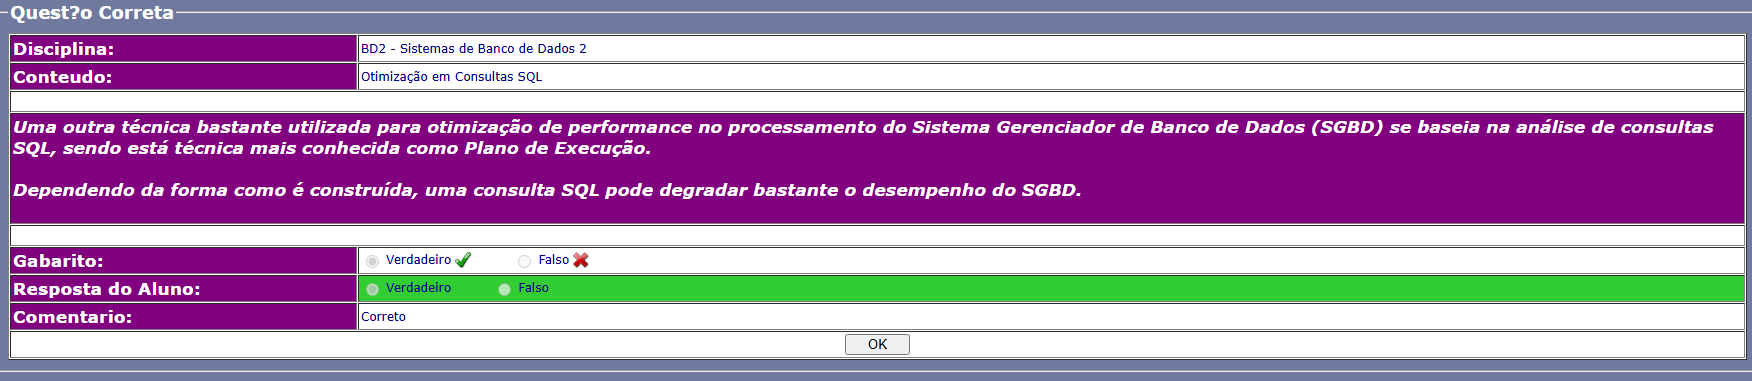 Quest?o Correta
Disciplina: BD2 - Sistemas de Banco de Dados 2
Conteudo: Otimização em Consultas SQL
Uma outra técnica bastante utilizada para otimização de performance no processamento do Sistema Gerenciador de Banco de Dados (SGBD) se baseia na análise de consultas
SQL, sendo está técnica mais conhecida como Plano de Execução.
Dependendo da forma como é construída, uma consulta SQL pode degradar bastante o desempenho do SGBD.
Gabarito: Verdadeiro Falso
Resposta do Aluno: Verdadeiro Falso
Comentario: Correto
OK